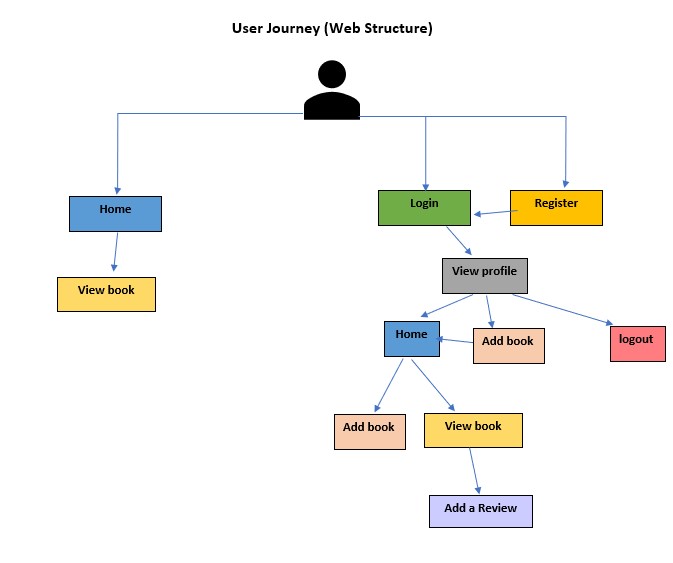 User Journey (Web Structure)
Home
Login
Register
View profile
View book
Home
Add book
logout
Add book
View book
Add a Review